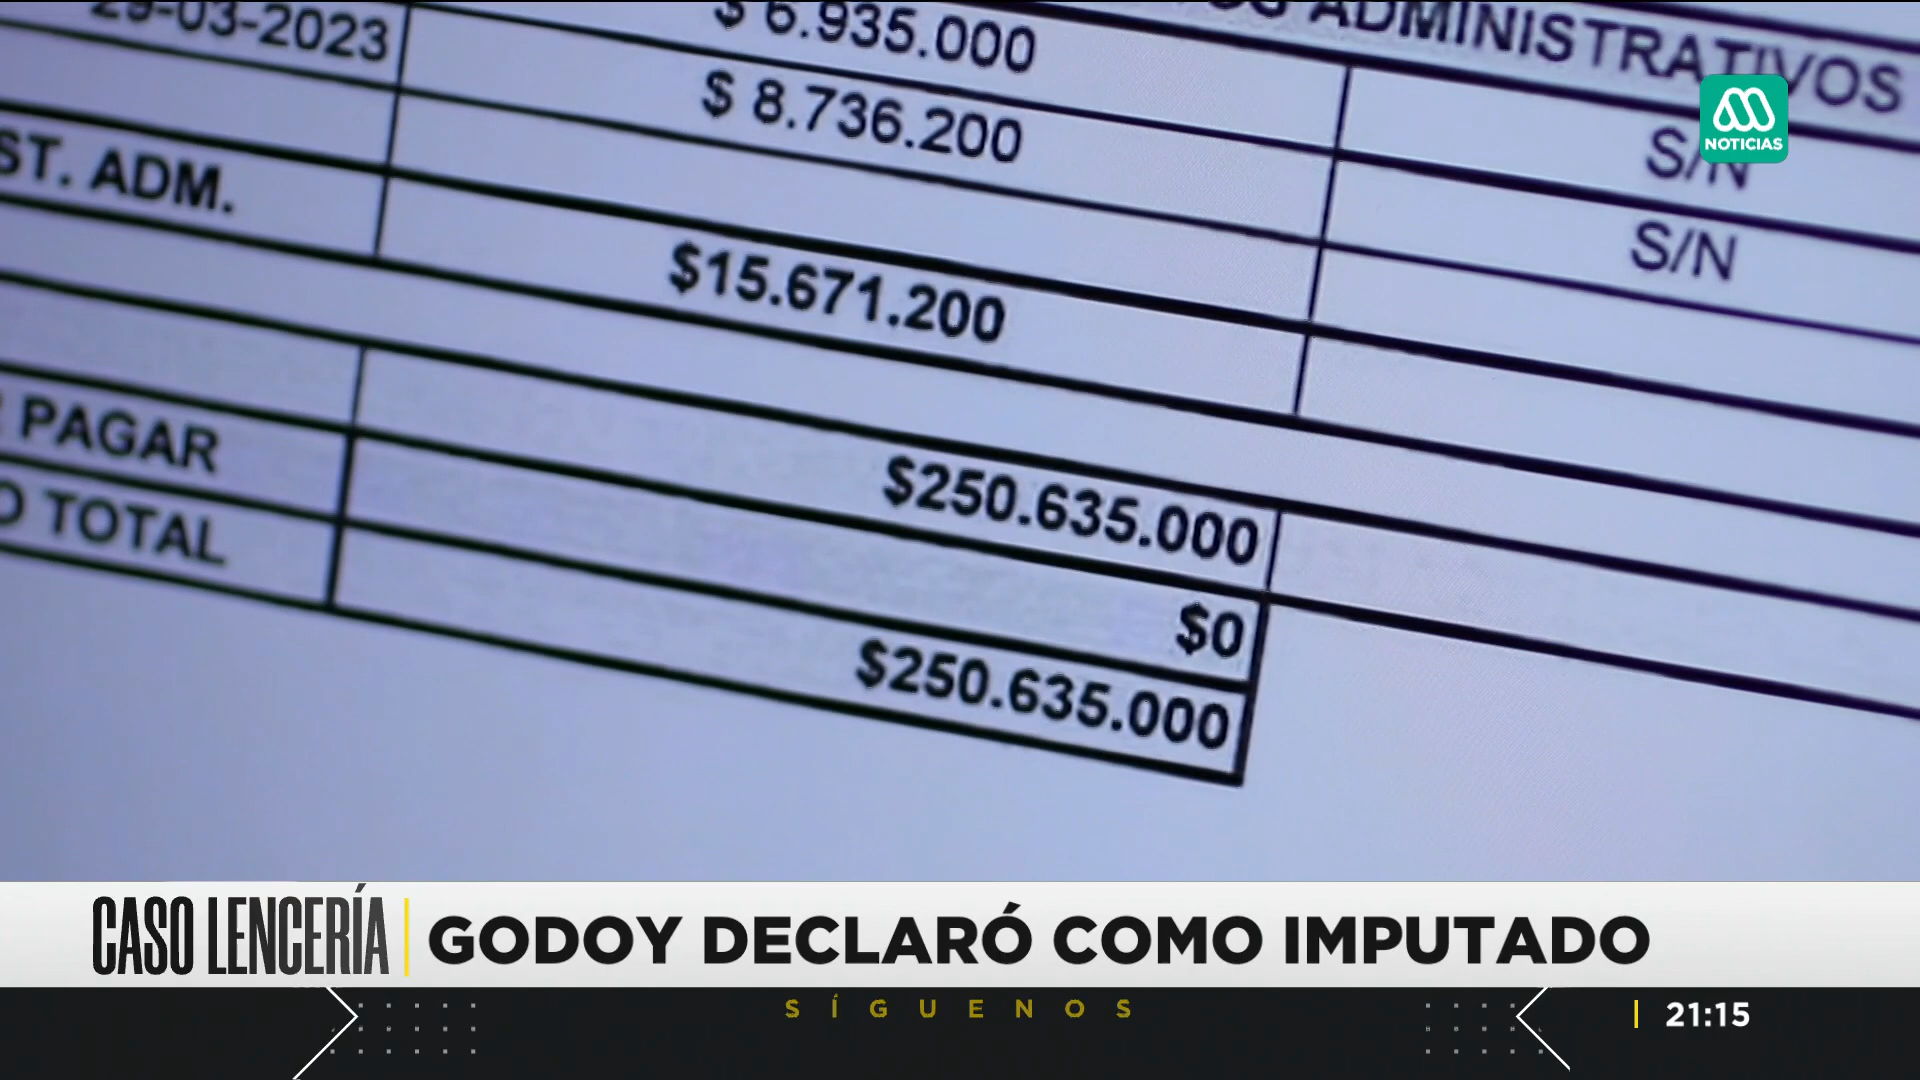 29-03-2023
$ 6.935.000
ADMINISTRATIVOS
$ 8.736.200
S/N
ST. ADM.
S/N
$15.671.200
PAGAR
$250.635.000
O TOTAL
$0
$250.635.000
NOTICIAS
CASO LENCERÍA
GODOY DECLARÓ COMO IMPUTADO
SÍGUENOS
21:15